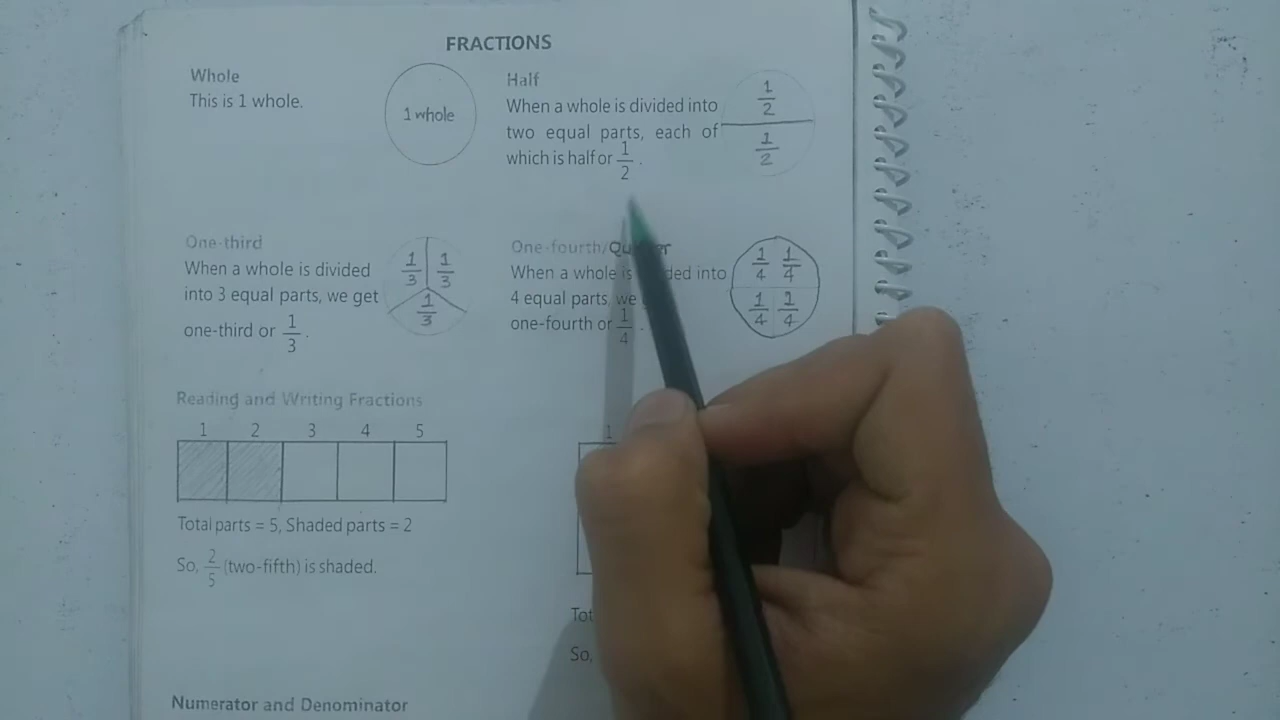 FRACTIONS
Whole
This is 1 whole.
1 whole
Half
When a whole is divided into
two equal parts, each of
which is half or 1/2 .
1/2
1/2
One-third
When a whole is divided
into 3 equal parts, we get
one-third or 1/3 .
1/3 1/3
1/3
One-fourth/
When a whole is into
4 equal parts, we
one-fourth or 1/4 .
1/4 1/4
1/4 1/4
Reading and Writing Fractions
1 2 3 4 5
Total parts = 5, Shaded parts = 2
So, 2/5 (two-fifth) is shaded.
1
So,
Numerator and Denominator